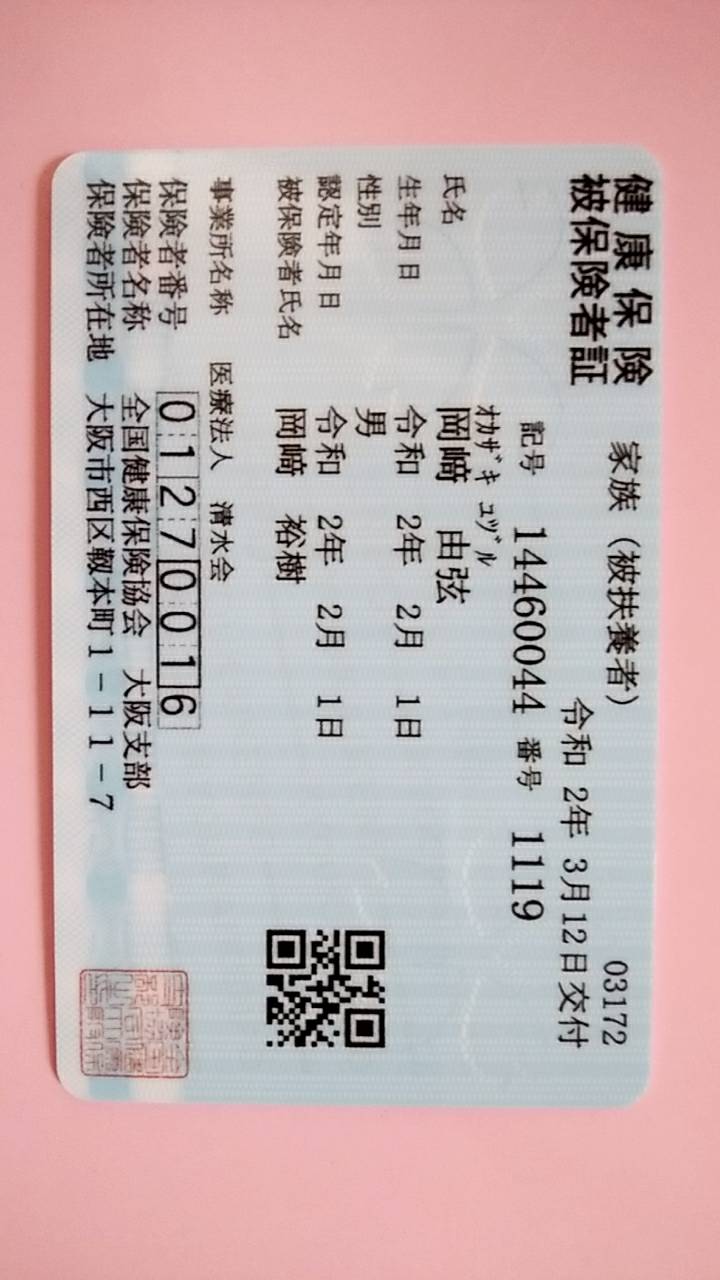 健康保険 家族（被扶養者） 03172
被保険者証 令和 2年 3月12日交付
記号 14460044 番号 1119
ｵｶｻﾞｷ ﾕﾂﾞﾙ
氏名 岡﨑 由弦
生年月日 令和 2年 2月 1日
性別 男
認定年月日 令和 2年 2月 1日
被保険者氏名 岡﨑 裕樹
事業所名称 医療法人 清水会
保険者番号 01270016
保険者名称 全国健康保険協会 大阪支部
保険者所在地 大阪市西区靱本町1－11－7